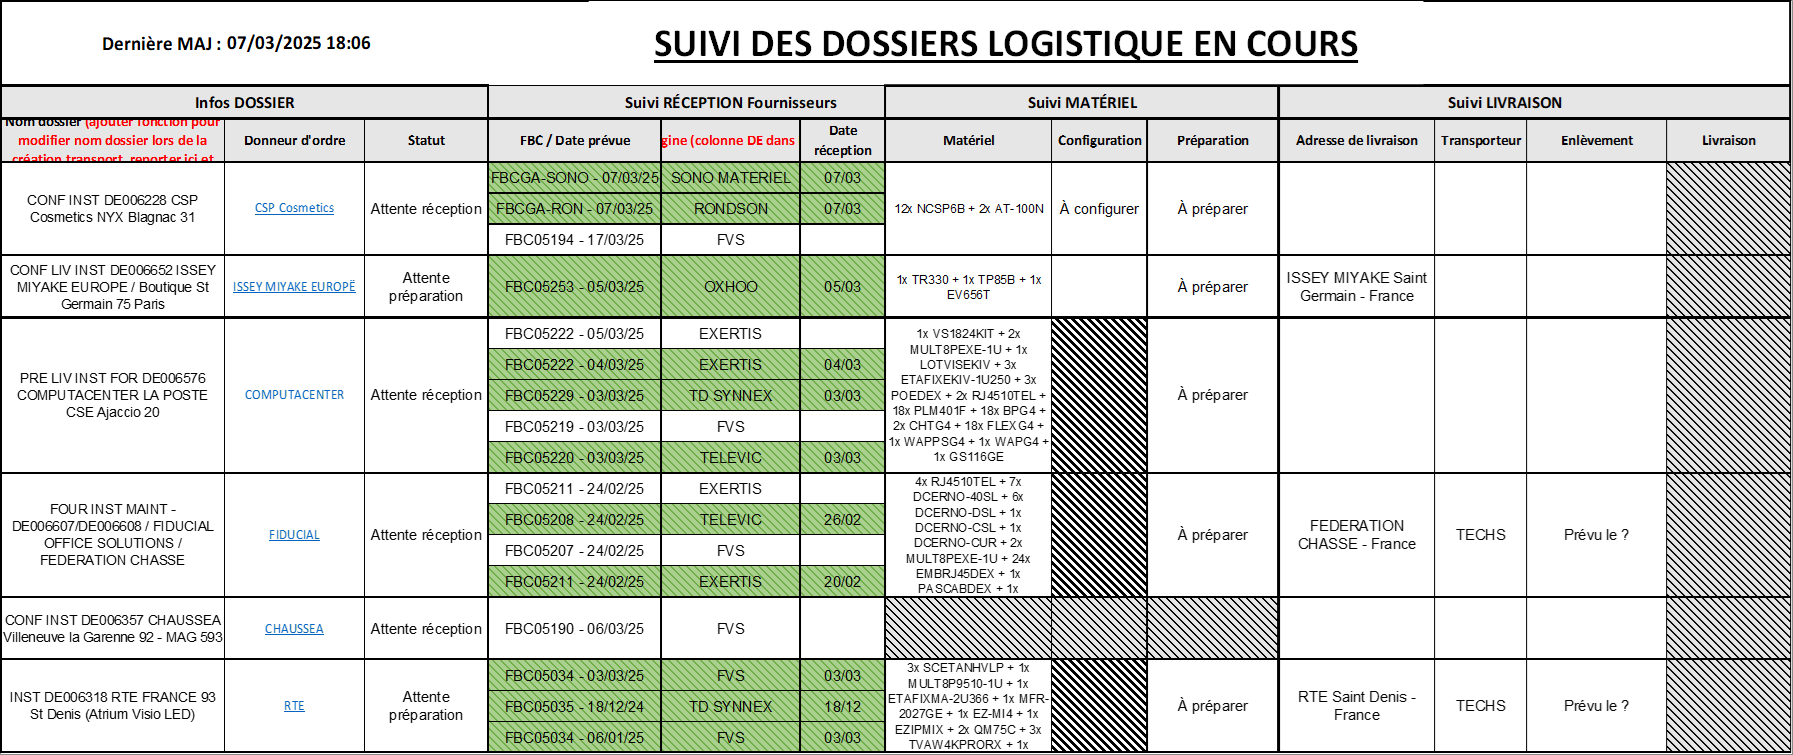 Dernière MAJ : 07/03/2025 18:06
SUIVI DES DOSSIERS LOGISTIQUE EN COURS
Infos DOSSIER
Suivi RÉCEPTION Fournisseurs
Suivi MATÉRIEL
Suivi LIVRAISON
Nom dossier (ajouter fonction pour
modifier nom dossier lors de la
création transport, reporter ici et
Donneur d'ordre
Statut
FBC / Date prévue
gine (colonne DE dans
Date
réception
Matériel
Configuration
Préparation
Adresse de livraison
Transporteur
Enlèvement
Livraison
CONF INST DE006228 CSP
Cosmetics NYX Blagnac 31
CSP Cosmetics
Attente réception
FBCGA-SONO - 07/03/25
SONO MATERIEL
07/03
FBCGA-RON - 07/03/25
RONDSON
07/03
FBC05194 - 17/03/25
FVS
12x NCSP6B + 2x AT-100N
À configurer
À préparer
CONF LIV INST DE006652 ISSEY
MIYAKE EUROPE / Boutique St
Germain 75 Paris
ISSEY MIYAKE EUROPË
Attente
préparation
FBC05253 - 05/03/25
OXHOO
05/03
1x TR330 + 1x TP85B + 1x
EV656T
À préparer
ISSEY MIYAKE Saint
Germain - France
PRE LIV INST FOR DE006576
COMPUTACENTER LA POSTE
CSE Ajaccio 20
COMPUTACENTER
Attente réception
FBC05222 - 05/03/25
EXERTIS
FBC05222 - 04/03/25
EXERTIS
04/03
FBC05229 - 03/03/25
TD SYNNEX
03/03
FBC05219 - 03/03/25
FVS
FBC05220 - 03/03/25
TELEVIC
03/03
1x VS1824KIT + 2x
MULT8PEXE-1U + 1x
LOTVISEKIV + 3x
ETAFIXEKIV-1U250 + 3x
POEDEX + 2x RJ4510TEL +
18x PLM401F + 18x BPG4 +
2x CHTG4 + 18x FLEXG4 +
1x WAPPSG4 + 1x WAPG4 +
1x GS116GE
À préparer
FOUR INST MAINT -
DE006607/DE006608 / FIDUCIAL
OFFICE SOLUTIONS /
FEDERATION CHASSE
FIDUCIAL
Attente réception
FBC05211 - 24/02/25
EXERTIS
FBC05208 - 24/02/25
TELEVIC
26/02
FBC05207 - 24/02/25
FVS
FBC05211 - 24/02/25
EXERTIS
20/02
4x RJ4510TEL + 7x
DCERNO-40SL + 6x
DCERNO-DSL + 1x
DCERNO-CSL + 1x
DCERNO-CUR + 2x
MULT8PEXE-1U + 24x
EMBRJ45DEX + 1x
PASCABDEX + 1x
À préparer
FEDERATION
CHASSE - France
TECHS
Prévu le ?
CONF INST DE006357 CHAUSSEA
Villeneuve la Garenne 92 - MAG 593
CHAUSSEA
Attente réception
FBC05190 - 06/03/25
FVS
INST DE006318 RTE FRANCE 93
St Denis (Atrium Visio LED)
RTE
Attente
préparation
FBC05034 - 03/03/25
FVS
03/03
FBC05035 - 18/12/24
TD SYNNEX
18/12
FBC05034 - 06/01/25
FVS
03/03
3x SCETANHVLP + 1x
MULT8P9510-1U + 1x
ETAFIXMA-2U366 + 1x MFR-
2027GE + 1x EZ-MI4 + 1x
EZIPMIX + 2x QM75C + 3x
TVAW4KPRORX + 1x
À préparer
RTE Saint Denis -
France
TECHS
Prévu le ?